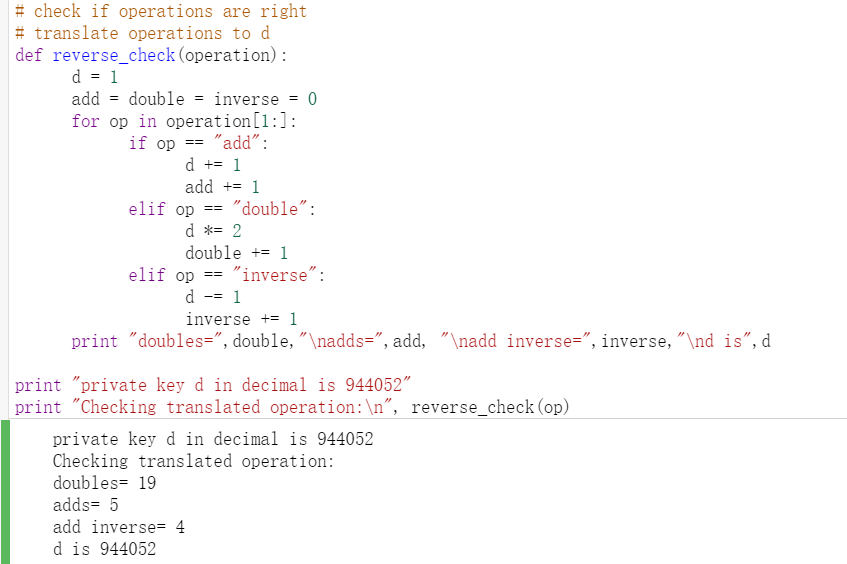 # check if operations are right
# translate operations to d
def reverse_check(operation):
d = 1
add = double = inverse = 0
for op in operation[1:]:
if op == "add":
d += 1
add += 1
elif op == "double":
d *= 2
double += 1
elif op == "inverse":
d -= 1
inverse += 1
print "doubles=",double,"\nadds=",add, "\nadd inverse=",inverse,"\nd is",d
print "private key d in decimal is 944052"
print "Checking translated operation:\n", reverse_check(op)
private key d in decimal is 944052
Checking translated operation:
doubles= 19
adds= 5
add inverse= 4
d is 944052